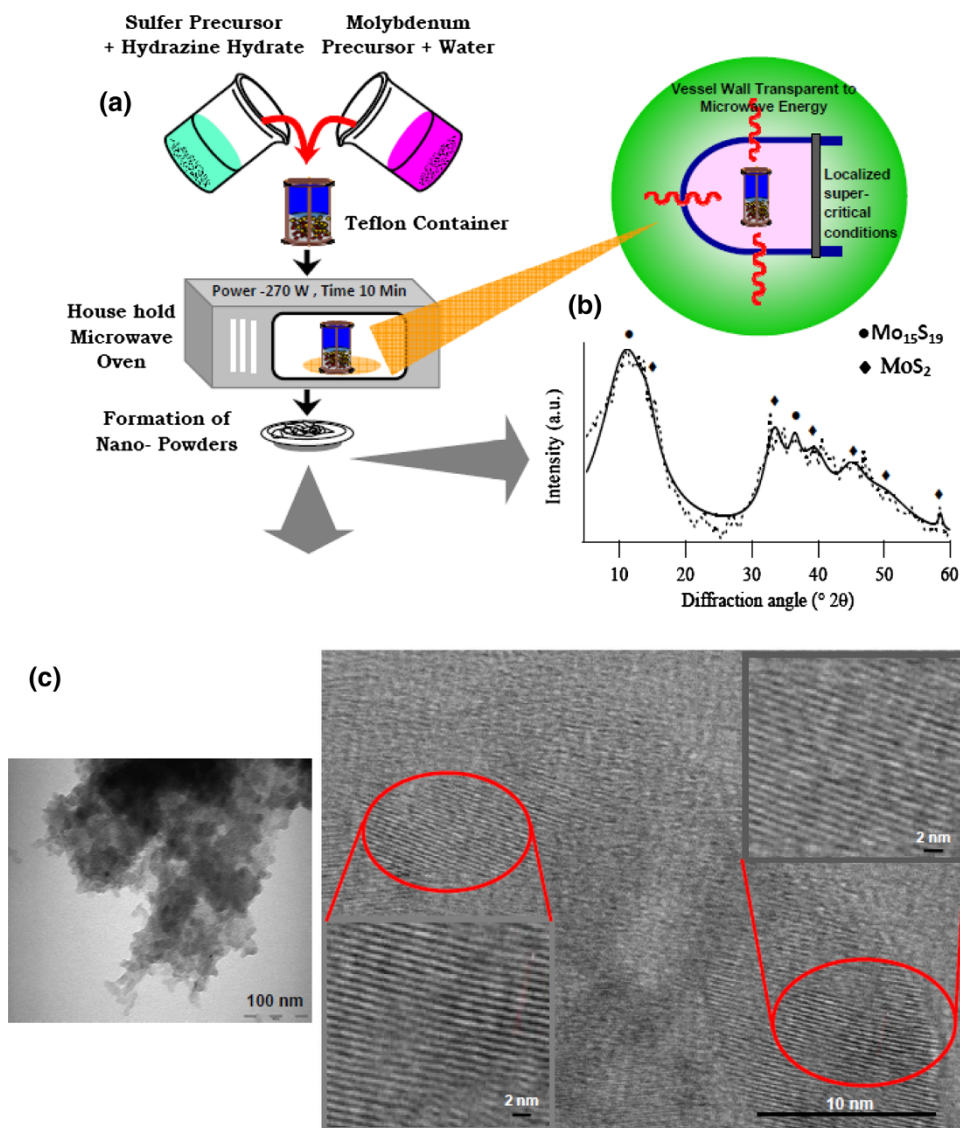 Sulfer Precursor
+ Hydrazine Hydrate
Molybdenum
Precursor + Water
(a)
Teflon Container
Power -270 W , Time 10 Min
House hold
Microwave
Oven
Formation of
Nano- Powders
Vessel Wall Transparent to
Microwave Energy
Localized
super-
critical
conditions
(b)
●Mo₁₅S₁₉
♦ MoS₂
Intensity (a.u.)
10 20 30 40 50 60
Diffraction angle (° 2θ)
(c)
100 nm
2 nm
2 nm
10 nm